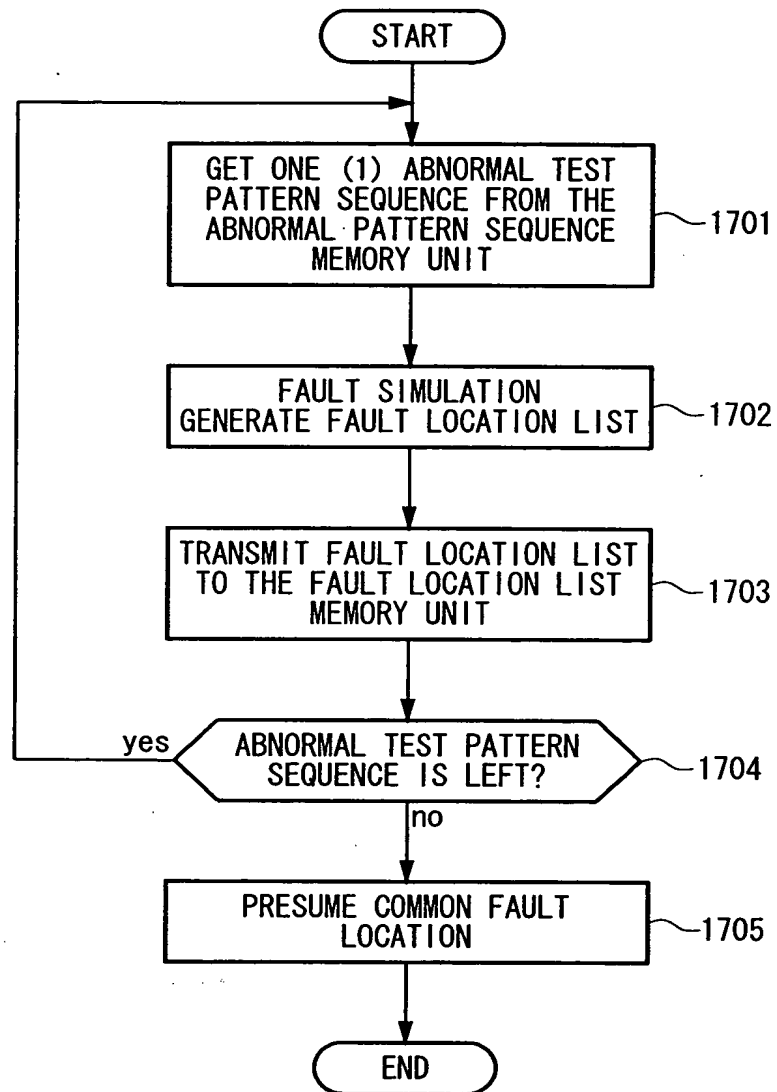 START
GET ONE (1) ABNORMAL TEST
PATTERN SEQUENCE FROM THE
ABNORMAL PATTERN SEQUENCE
MEMORY UNIT
1701
FAULT SIMULATION
GENERATE FAULT LOCATION LIST
1702
TRANSMIT FAULT LOCATION LIST
TO THE FAULT LOCATION LIST
MEMORY UNIT
1703
yes
ABNORMAL TEST PATTERN
SEQUENCE IS LEFT?
1704
no
PRESUME COMMON FAULT
LOCATION
1705
END